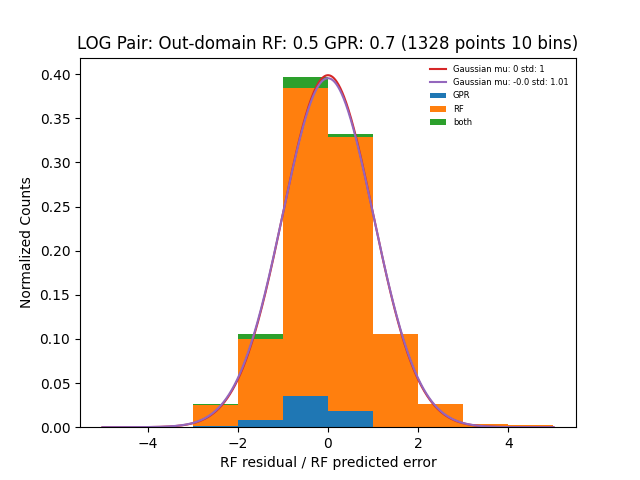 LOG Pair: Out-domain RF: 0.5 GPR: 0.7 (1328 points 10 bins)
Gaussian mu: 0 std: 1
Gaussian mu: -0.0 std: 1.01
GPR
RF
both
Normalized Counts
0.40
0.35
0.30
0.25
0.20
0.15
0.10
0.05
0.00
−4
−2
0
2
4
RF residual / RF predicted error